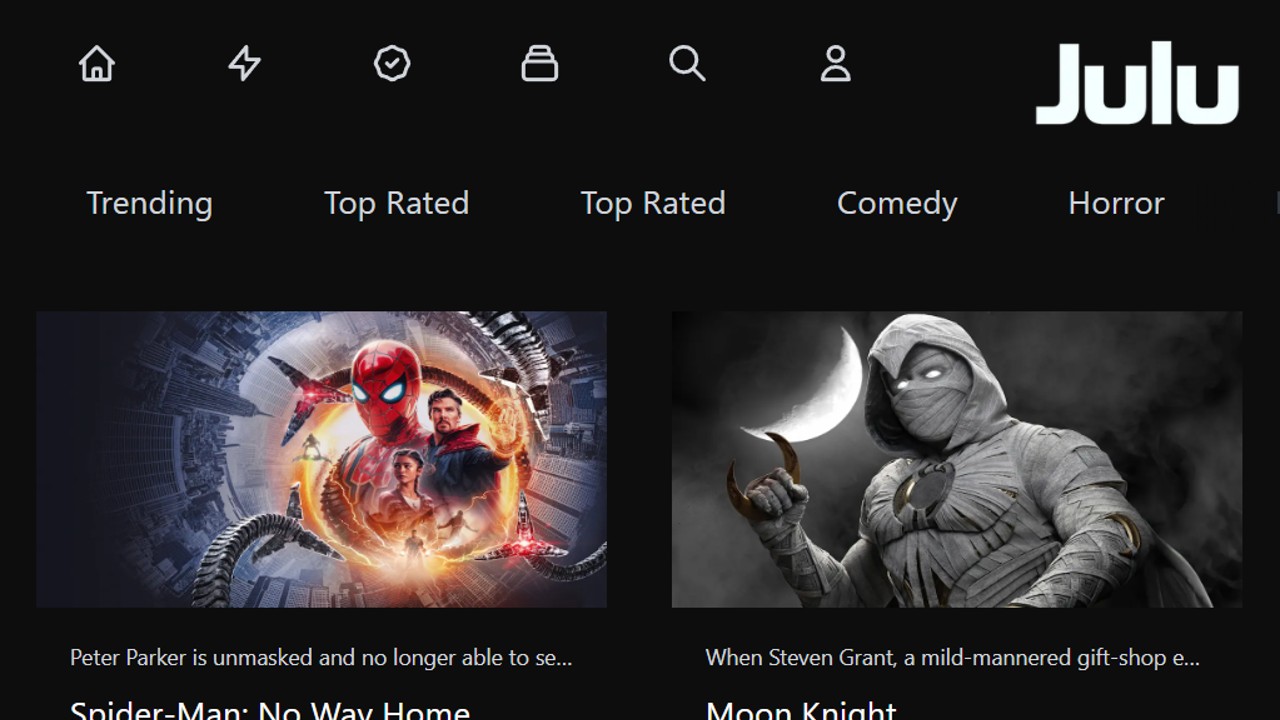 Julu
Trending Top Rated Top Rated Comedy Horror
Peter Parker is unmasked and no longer able to se...
Spider-Man: No Way Home
When Steven Grant, a mild-mannered gift-shop e...
Moon Knight